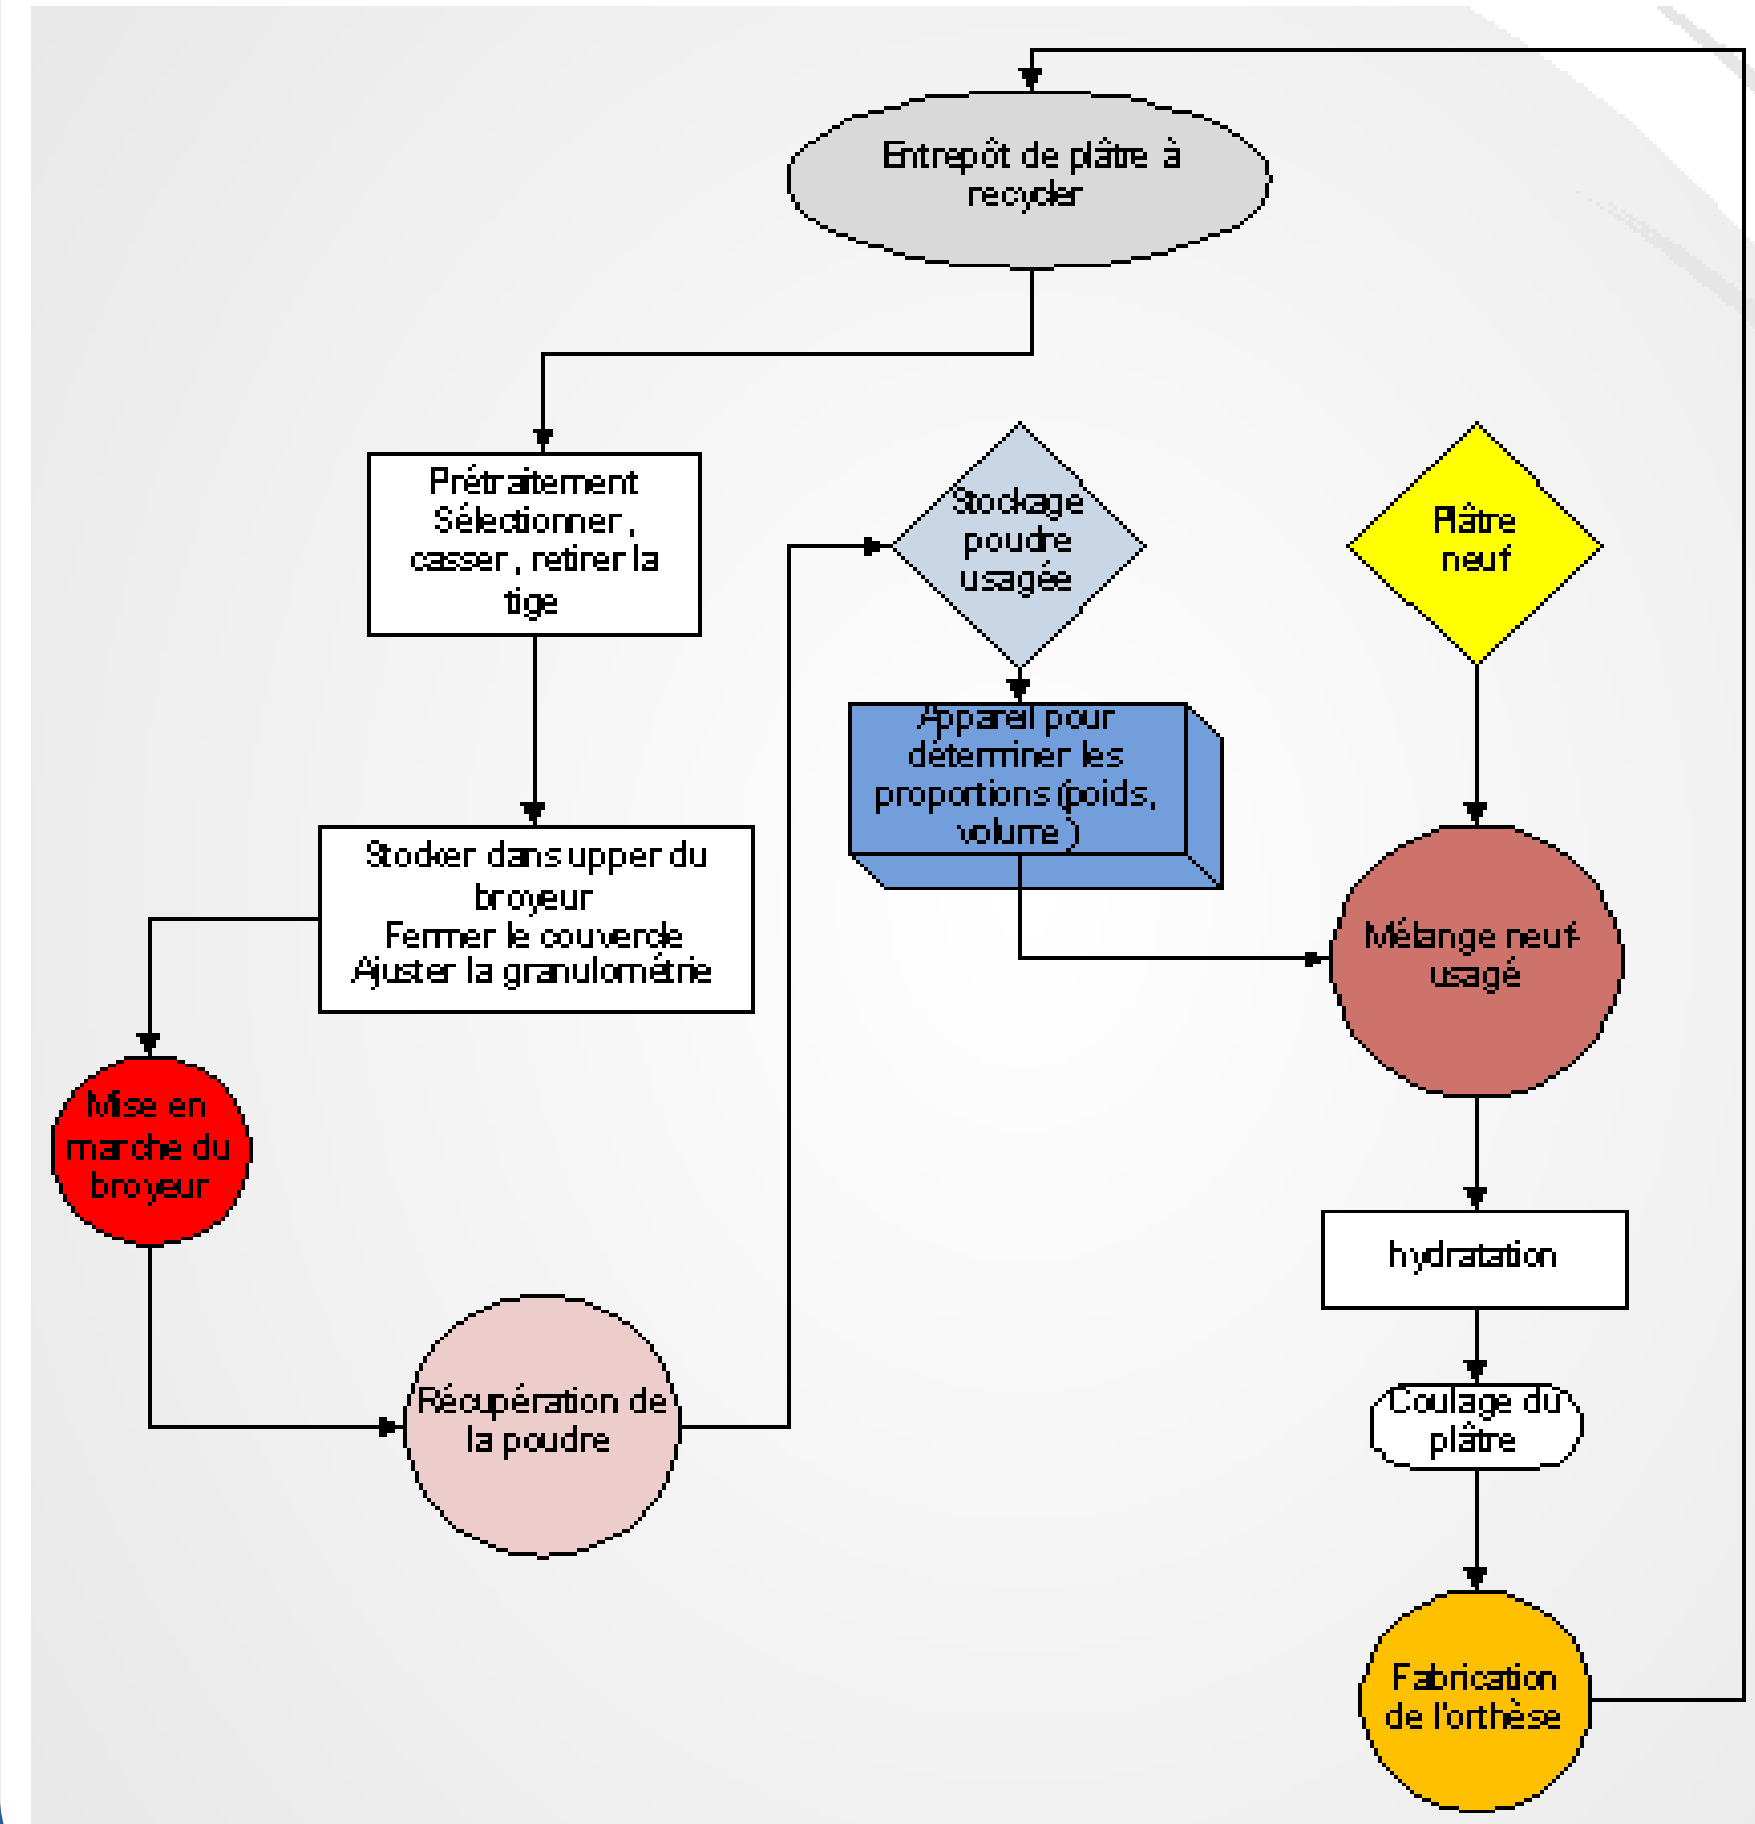 Entrepôt de plâtre à
recycler
Prétraitement
Sélectionner,
casser, retirer la
tige
Stockage
poudre
usagée
Plâtre
neuf
Appareil pour
déterminer les
proportions (poids,
volume)
Stocker dans upper du
broyeur
Fermer le couvercle
Ajuster la granulométrie
Mélange neuf-
usagé
Mise en
marche du
broyeur
hydratation
Récupération de
la poudre
Coulage du
plâtre
Fabrication
de l'orthèse